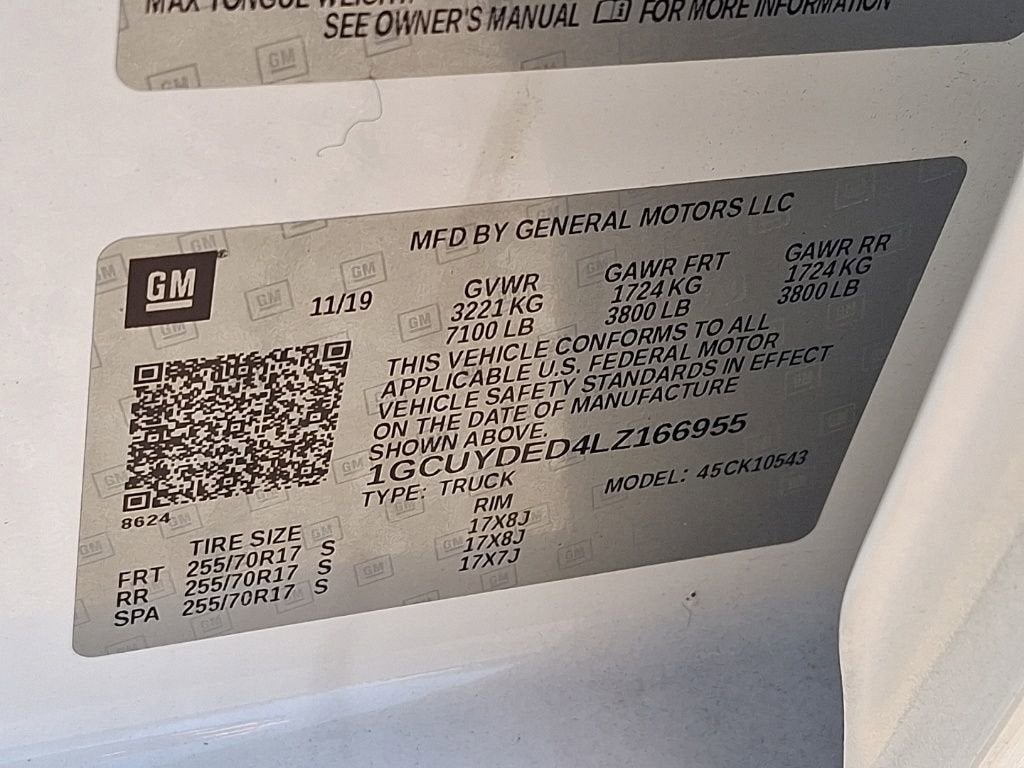 MAX TONGUE WEIGHT:
SEE OWNER'S MANUAL FOR MORE INFORMATION
GM
MFD BY GENERAL MOTORS LLC
11/19
GVWR GAWR FRT GAWR RR
3221 KG 1724 KG 1724 KG
7100 LB 3800 LB 3800 LB
THIS VEHICLE CONFORMS TO ALL
APPLICABLE U.S. FEDERAL MOTOR
VEHICLE SAFETY STANDARDS IN EFFECT
ON THE DATE OF MANUFACTURE
SHOWN ABOVE.
1GCUYDED4LZ166955
TYPE: TRUCK MODEL: 45CK10543
8624
TIRE SIZE RIM
FRT 255/70R17 S 17X8J
RR 255/70R17 S 17X8J
SPA 255/70R17 S 17X7J